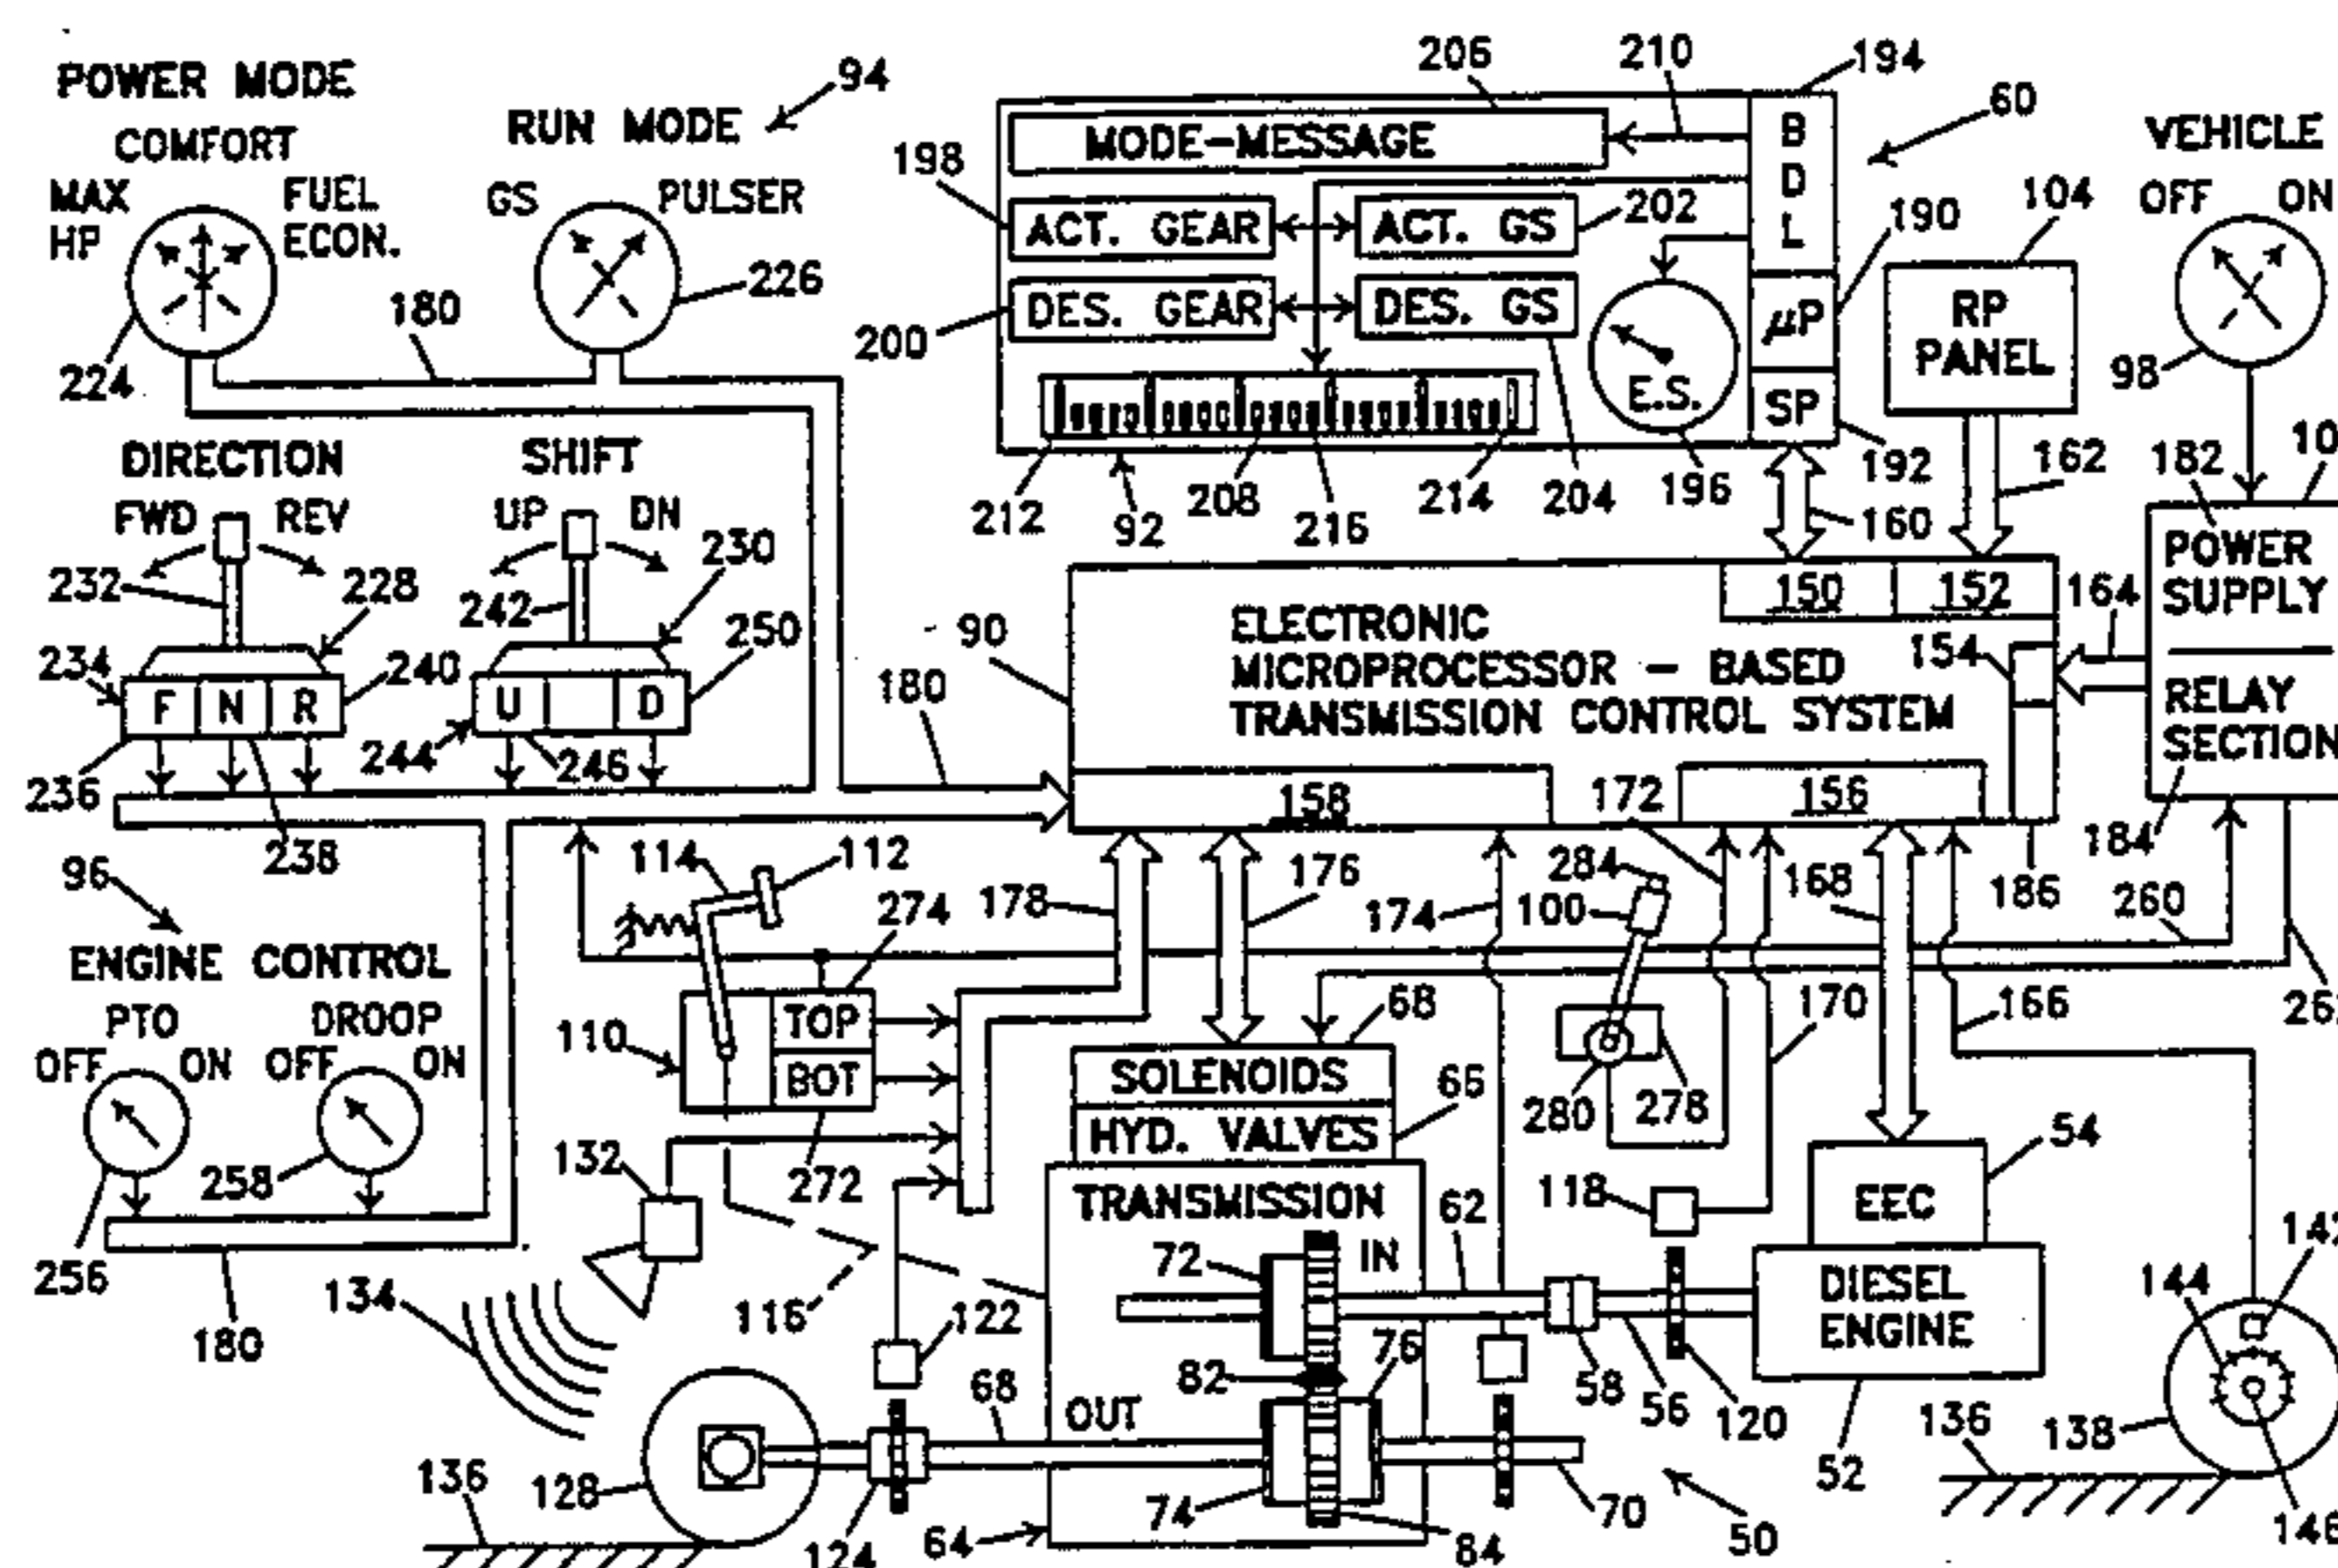 POWER MODE
COMFORT
MAX HP
FUEL ECON.
224
180
RUN MODE
94
GS
PULSER
226
206
210
194
60
MODE-MESSAGE
B
D
L
198
ACT. GEAR
ACT. GS
202
190
200
DES. GEAR
DES. GS
µP
E.S.
SP
212
92
208
216
214
204
196
192
160
104
RP PANEL
162
VEHICLE
OFF
ON
98
182
POWER SUPPLY
RELAY SECTION
184
164
DIRECTION
FWD
REV
232
228
234
F
N
R
240
236
238
SHIFT
UP
DN
242
230
250
U
D
244
246
180
90
ELECTRONIC
MICROPROCESSOR - BASED
TRANSMISSION CONTROL SYSTEM
150
152
154
158
172
156
186
260
96
ENGINE CONTROL
PTO
DROOP
OFF
ON
OFF
ON
256
258
180
114
112
274
178
176
174
284
100
168
110
TOP
BOT
272
68
SOLENOIDS
66
HYD. VALVES
280
278
170
166
132
134
116
122
TRANSMISSION
IN
62
118
54
EEC
DIESEL ENGINE
52
72
76
82
OUT
68
58
56
120
74
84
70
50
64
136
128
124
144
138
136
146